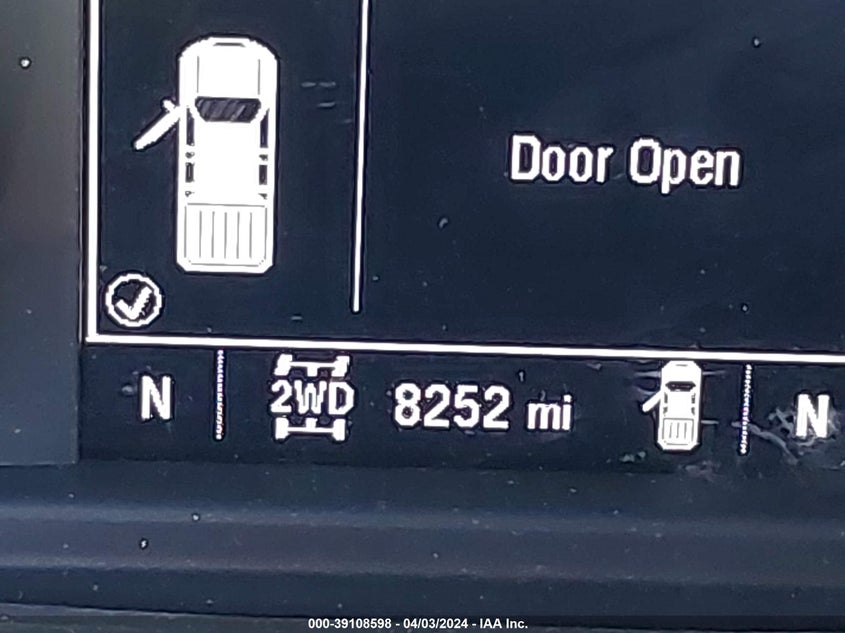 Door Open
N 2WD 8252 mi N
000-39108598 - 04/03/2024 - IAA Inc.